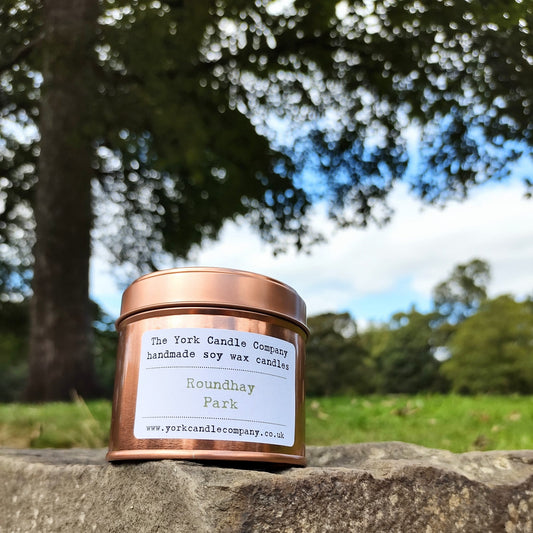 The York Candle Company
handmade soy wax candles
Roundhay
Park
www.yorkcandlecompany.co.uk